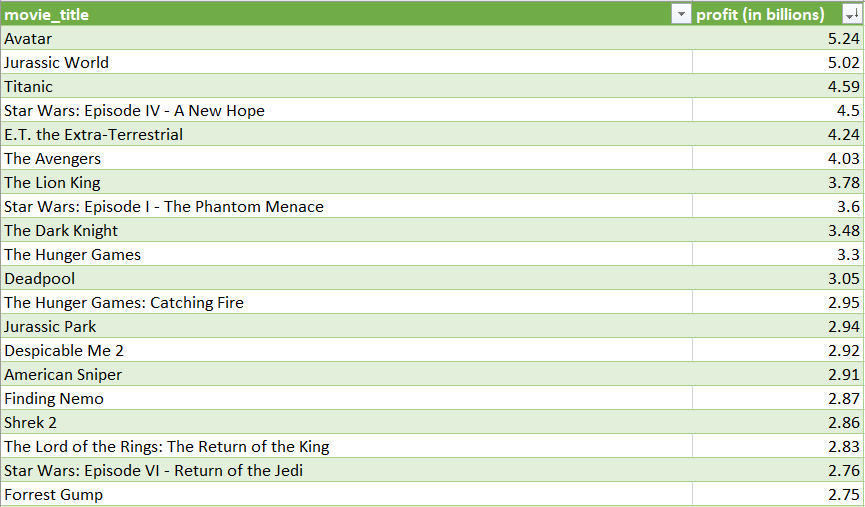 movie_title profit (in billions)
Avatar 5.24
Jurassic World 5.02
Titanic 4.59
Star Wars: Episode IV - A New Hope 4.5
E.T. the Extra-Terrestrial 4.24
The Avengers 4.03
The Lion King 3.78
Star Wars: Episode I - The Phantom Menace 3.6
The Dark Knight 3.48
The Hunger Games 3.3
Deadpool 3.05
The Hunger Games: Catching Fire 2.95
Jurassic Park 2.94
Despicable Me 2 2.92
American Sniper 2.91
Finding Nemo 2.87
Shrek 2 2.86
The Lord of the Rings: The Return of the King 2.83
Star Wars: Episode VI - Return of the Jedi 2.76
Forrest Gump 2.75